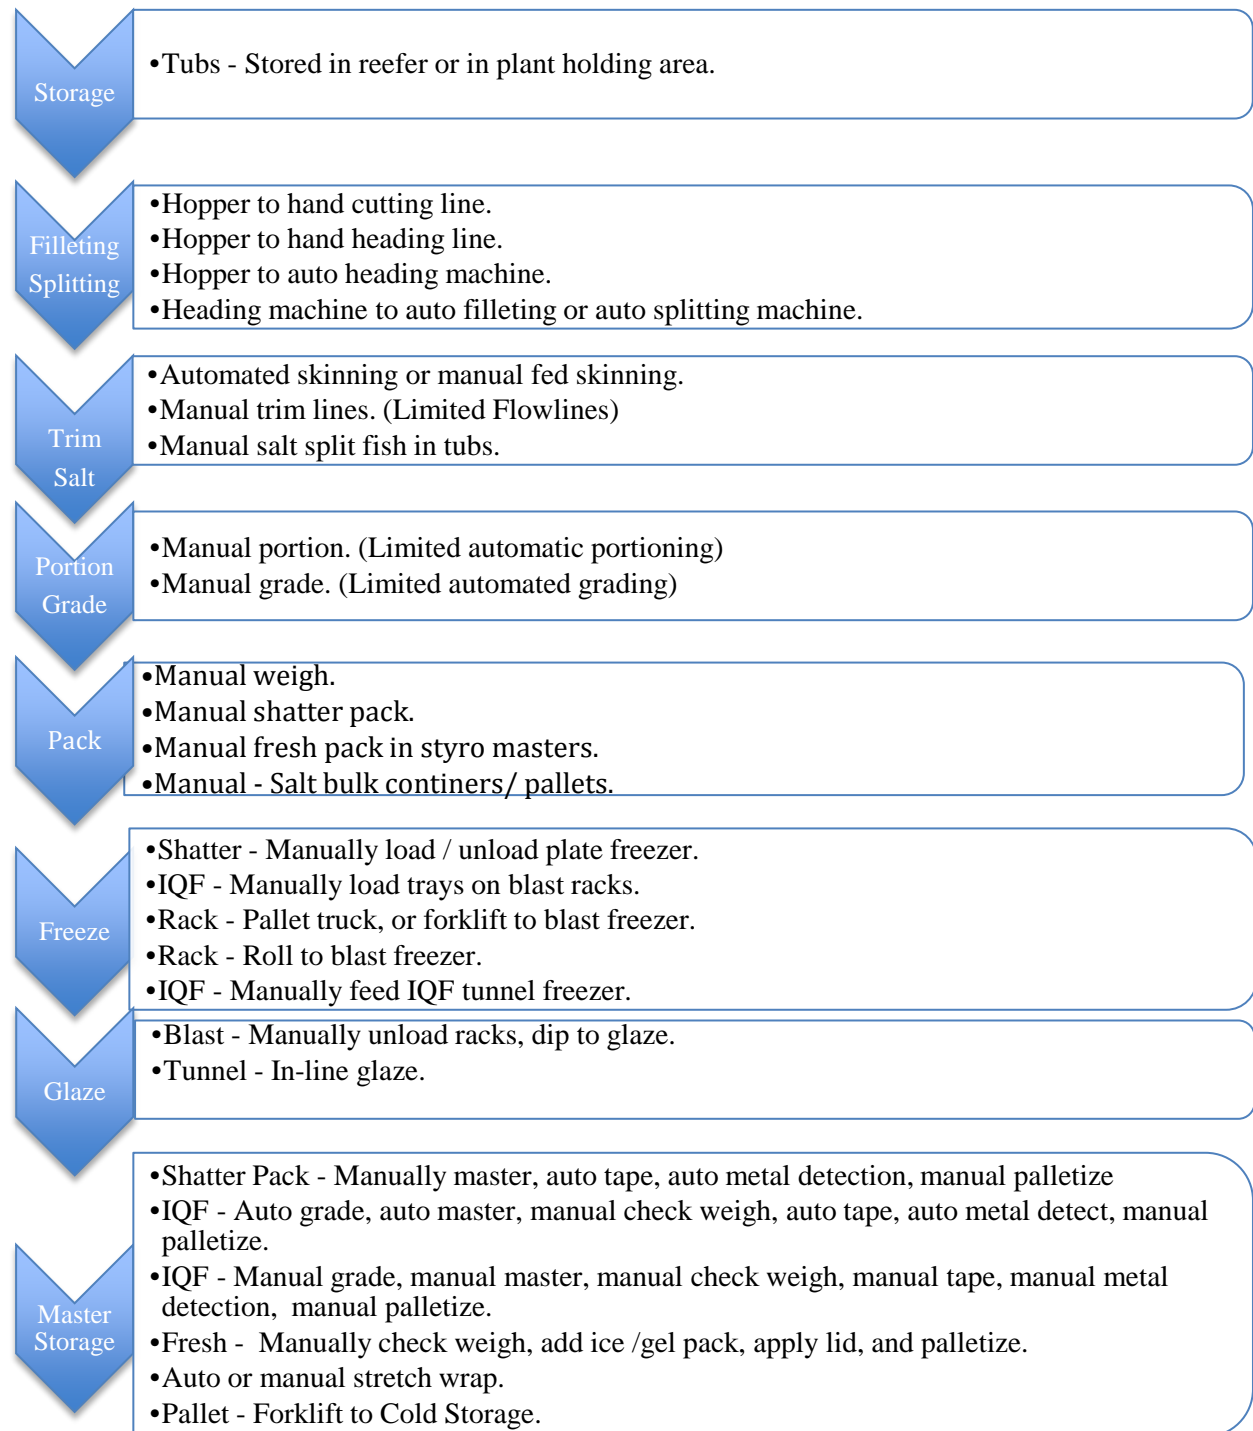 Storage
•Tubs - Stored in reefer or in plant holding area.
Filleting
Splitting
•Hopper to hand cutting line.
•Hopper to hand heading line.
•Hopper to auto heading machine.
•Heading machine to auto filleting or auto splitting machine.
Trim
Salt
•Automated skinning or manual fed skinning.
•Manual trim lines. (Limited Flowlines)
•Manual salt split fish in tubs.
Portion
Grade
•Manual portion. (Limited automatic portioning)
•Manual grade. (Limited automated grading)
Pack
•Manual weigh.
•Manual shatter pack.
•Manual fresh pack in styro masters.
•Manual - Salt bulk continers/ pallets.
Freeze
•Shatter - Manually load / unload plate freezer.
•IQF - Manually load trays on blast racks.
•Rack - Pallet truck, or forklift to blast freezer.
•Rack - Roll to blast freezer.
•IQF - Manually feed IQF tunnel freezer.
Glaze
•Blast - Manually unload racks, dip to glaze.
•Tunnel - In-line glaze.
Master
Storage
•Shatter Pack - Manually master, auto tape, auto metal detection, manual palletize
•IQF - Auto grade, auto master, manual check weigh, auto tape, auto metal detect, manual
palletize.
•IQF - Manual grade, manual master, manual check weigh, manual tape, manual metal
detection, manual palletize.
•Fresh - Manually check weigh, add ice /gel pack, apply lid, and palletize.
•Auto or manual stretch wrap.
•Pallet - Forklift to Cold Storage.